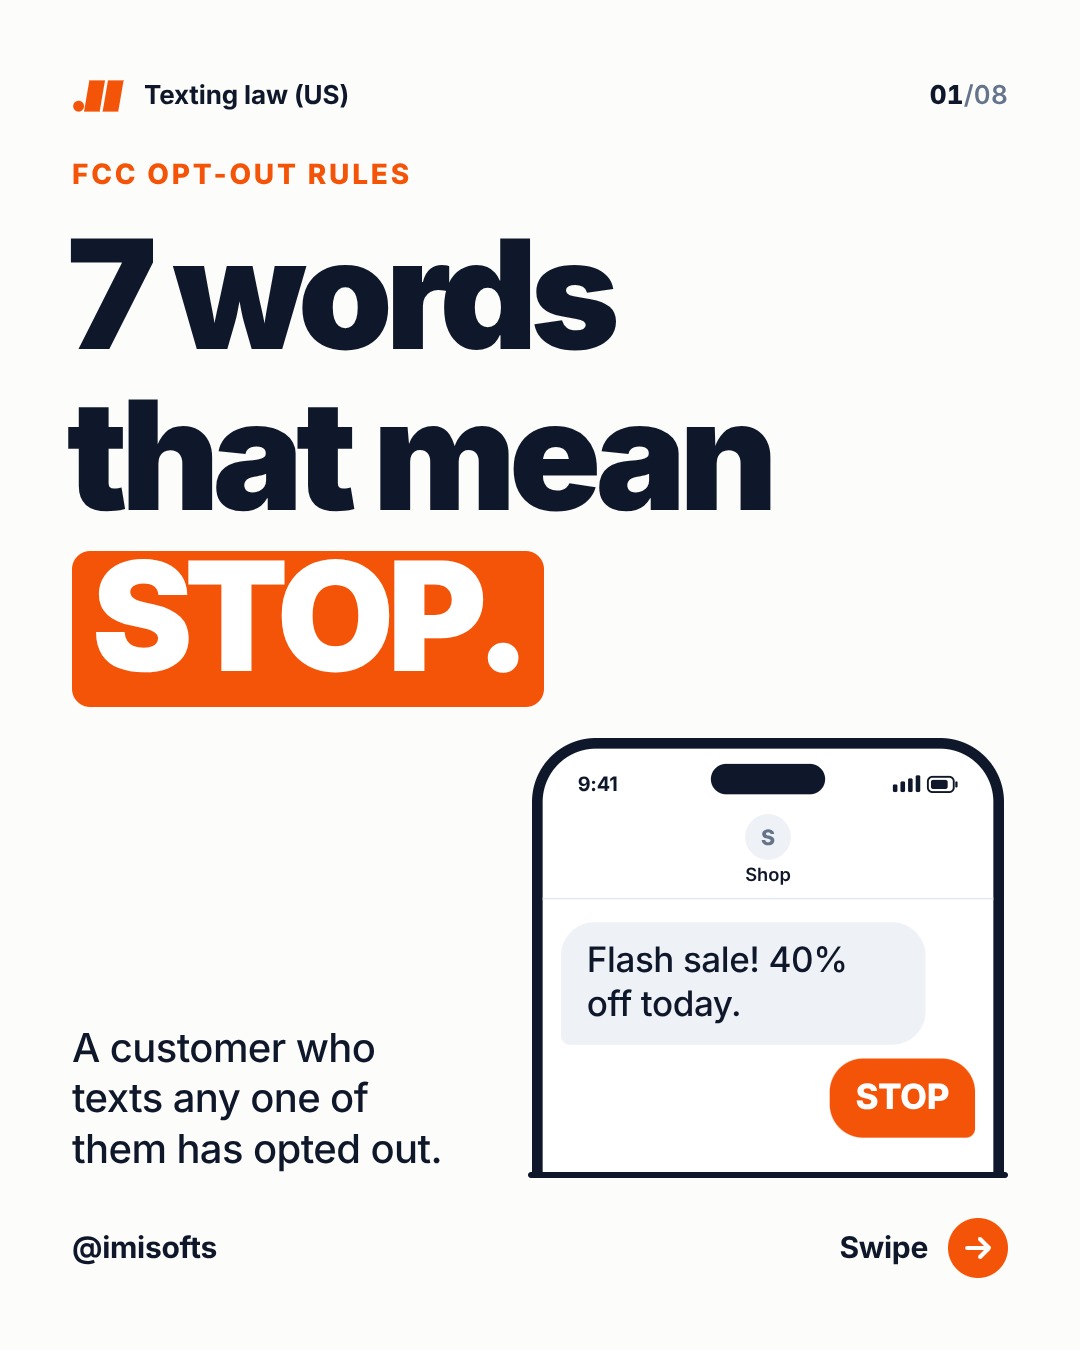 Texting law (US)
01/08
FCC OPT-OUT RULES
7 words
that mean
STOP.
9:41
S
Shop
Flash sale! 40%
off today.
STOP
A customer who
texts any one of
them has opted out.
@imisofts
Swipe